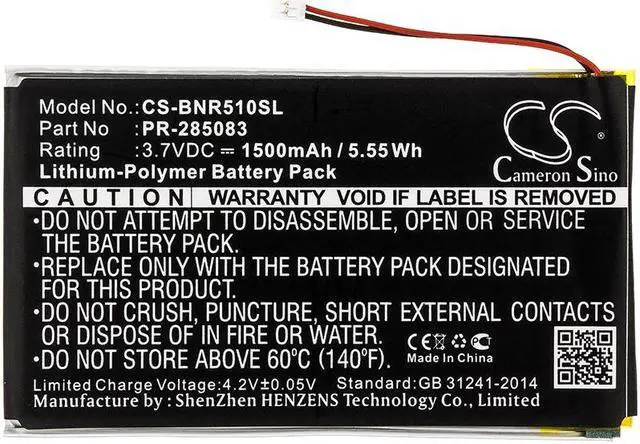 Model No.: CS-BNR510SL
Part No : PR-285083
Rating : 3.7VDC ⎓ 1500mAh / 5.55Wh
Lithium-Polymer Battery Pack
CS
Cameron Sino
CAUTION WARRANTY VOID IF LABEL IS REMOVED
•DO NOT ATTEMPT TO DISASSEMBLE, OPEN OR SERVICE
THE BATTERY PACK.
•REPLACE ONLY WITH THE BATTERY PACK DESIGNATED
FOR THIS PRODUCT.
•DO NOT CRUSH, PUNCTURE, SHORT EXTERNAL CONTACTS
OR DISPOSE OF IN FIRE OR WATER.
•DO NOT STORE ABOVE 60°C (140°F).
CE
Made In China
Limited Charge Voltage:4.2V±0.05V Standard:GB 31241-2014
Manufacturer : ShenZhen HENZENS Technology Co., Limited.